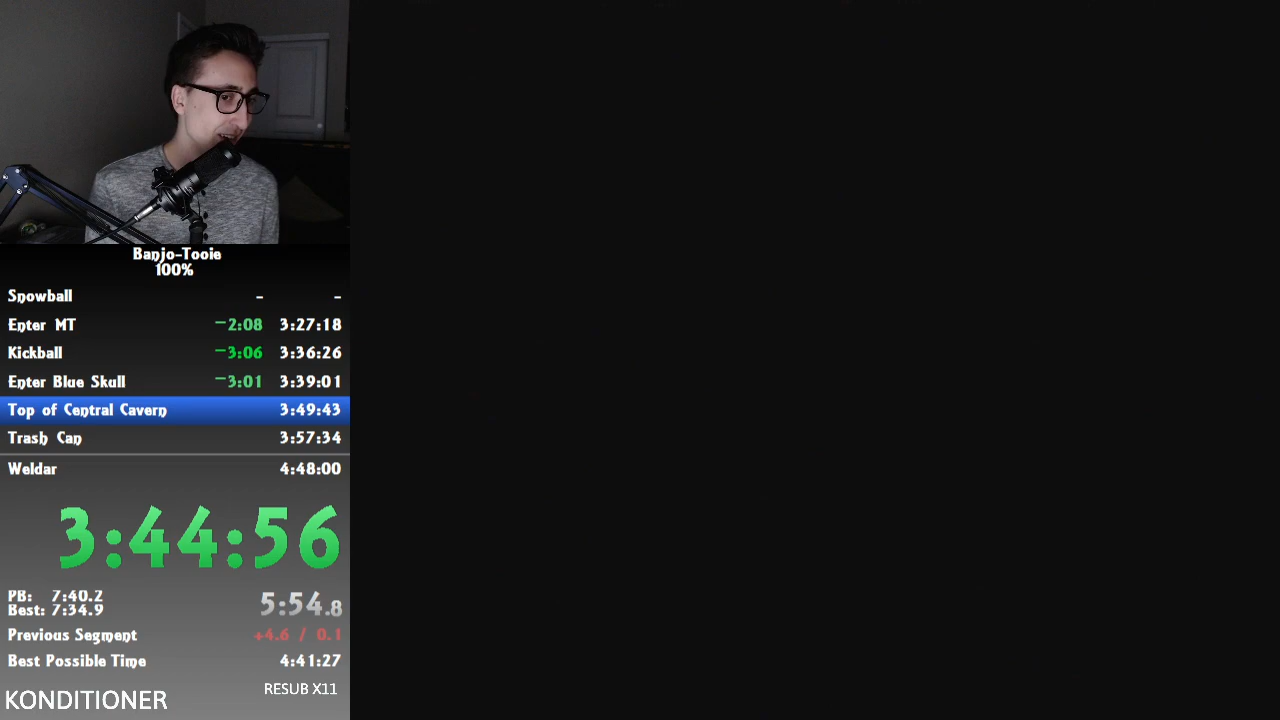 Banjo-Tooie
100%
Snowball - -
Enter MT −2:08 3:27:18
Kickball −3:06 3:36:26
Enter Blue Skull −3:01 3:39:01
Top of Central Cavern 3:49:43
Trash Can 3:57:34
Weldar 4:48:00
3:44:56
PB: 7:40.2
Best: 7:34.9
5:54.8
Previous Segment +4.6 / 0.1
Best Possible Time 4:41:27
KONDITIONER RESUB X11